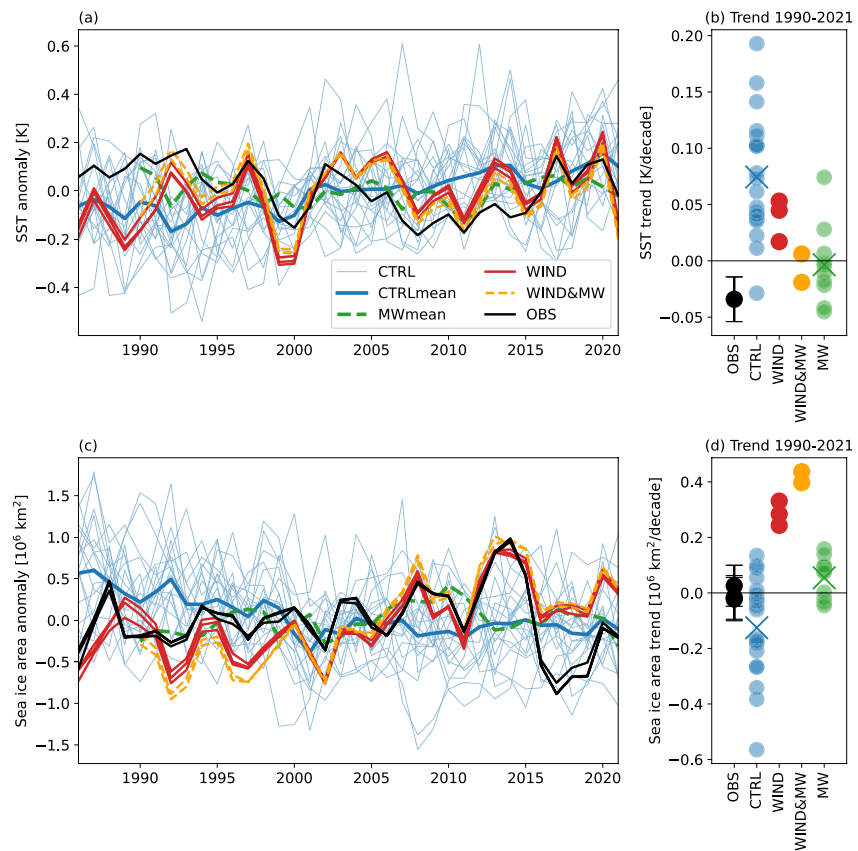 (a)
SST anomaly [K]
0.6
0.4
0.2
0.0
−0.2
−0.4
1990 1995 2000 2005 2010 2015 2020
CTRL
CTRLmean
MWmean
WIND
WIND&MW
OBS
(b) Trend 1990-2021
SST trend [K/decade]
0.20
0.15
0.10
0.05
0.00
−0.05
OBS
CTRL
WIND
WIND&MW
MW
(c)
Sea ice area anomaly [10⁶ km²]
1.5
1.0
0.5
0.0
−0.5
−1.0
−1.5
1990 1995 2000 2005 2010 2015 2020
(d) Trend 1990-2021
Sea ice area trend [10⁶ km²/decade]
0.4
0.2
0.0
−0.2
−0.4
−0.6
OBS
CTRL
WIND
WIND&MW
MW